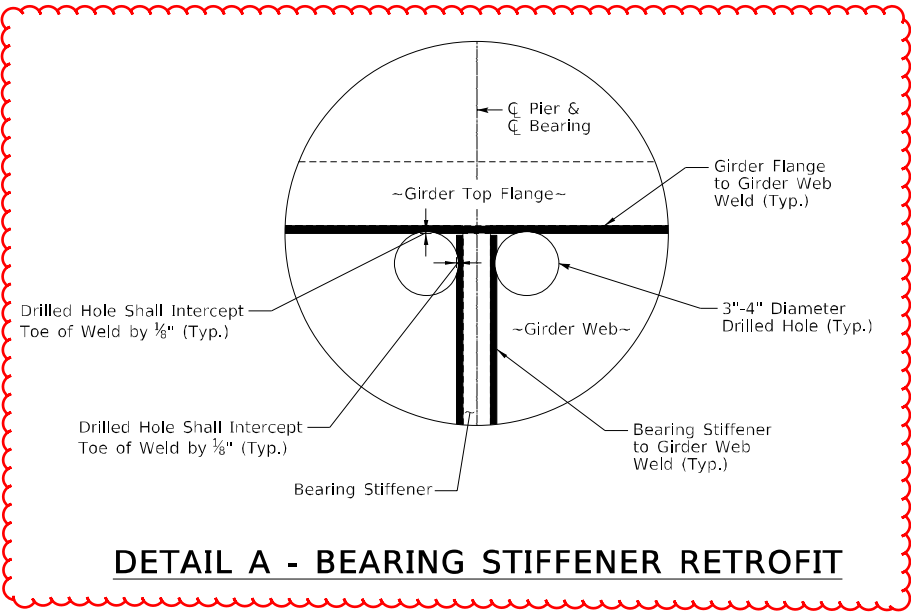 ℄ Pier &
℄ Bearing
Girder Flange
to Girder Web
Weld (Typ.)
~Girder Top Flange~
Drilled Hole Shall Intercept
Toe of Weld by ⅛" (Typ.)
3"-4" Diameter
Drilled Hole (Typ.)
~Girder Web~
Drilled Hole Shall Intercept
Toe of Weld by ⅛" (Typ.)
Bearing Stiffener
to Girder Web
Weld (Typ.)
Bearing Stiffener
DETAIL A - BEARING STIFFENER RETROFIT